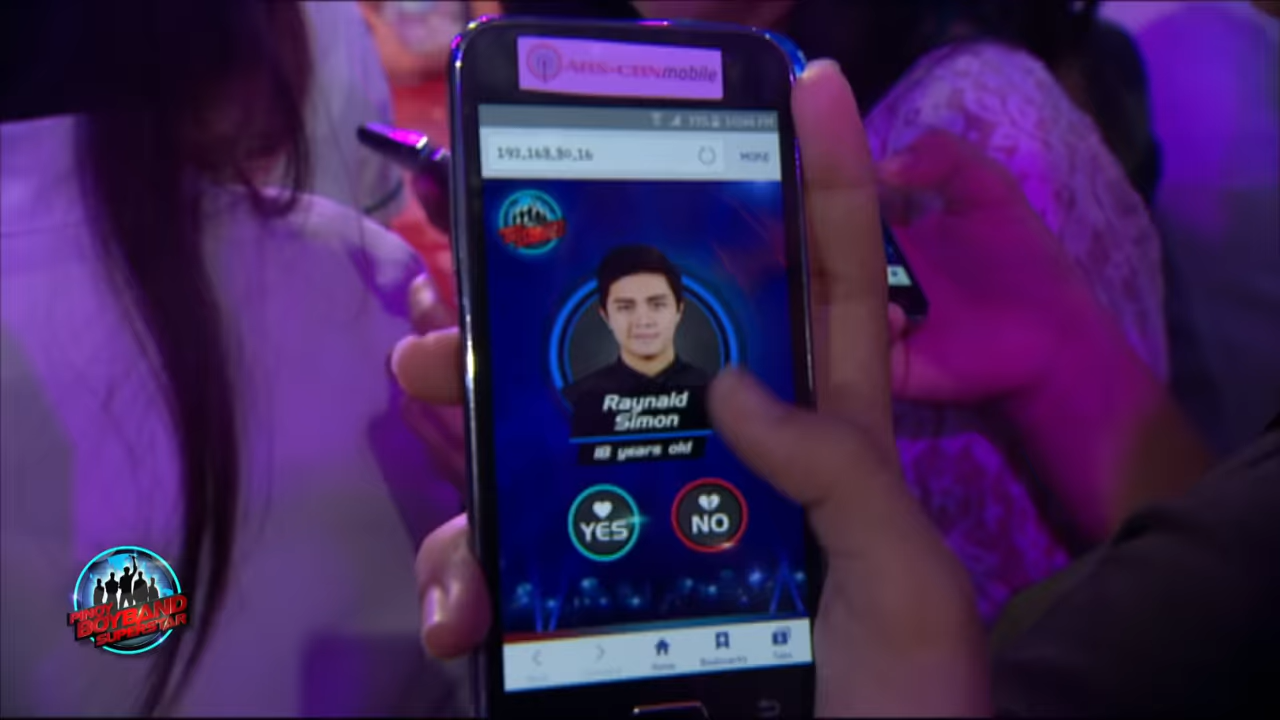 ABS-CBNmobile
192.168.80.16
MORE
Raynald
Simon
18 years old
YES
NO
Home
Bookmarks
Tabs
PINOY
BOYBAND
SUPERSTAR